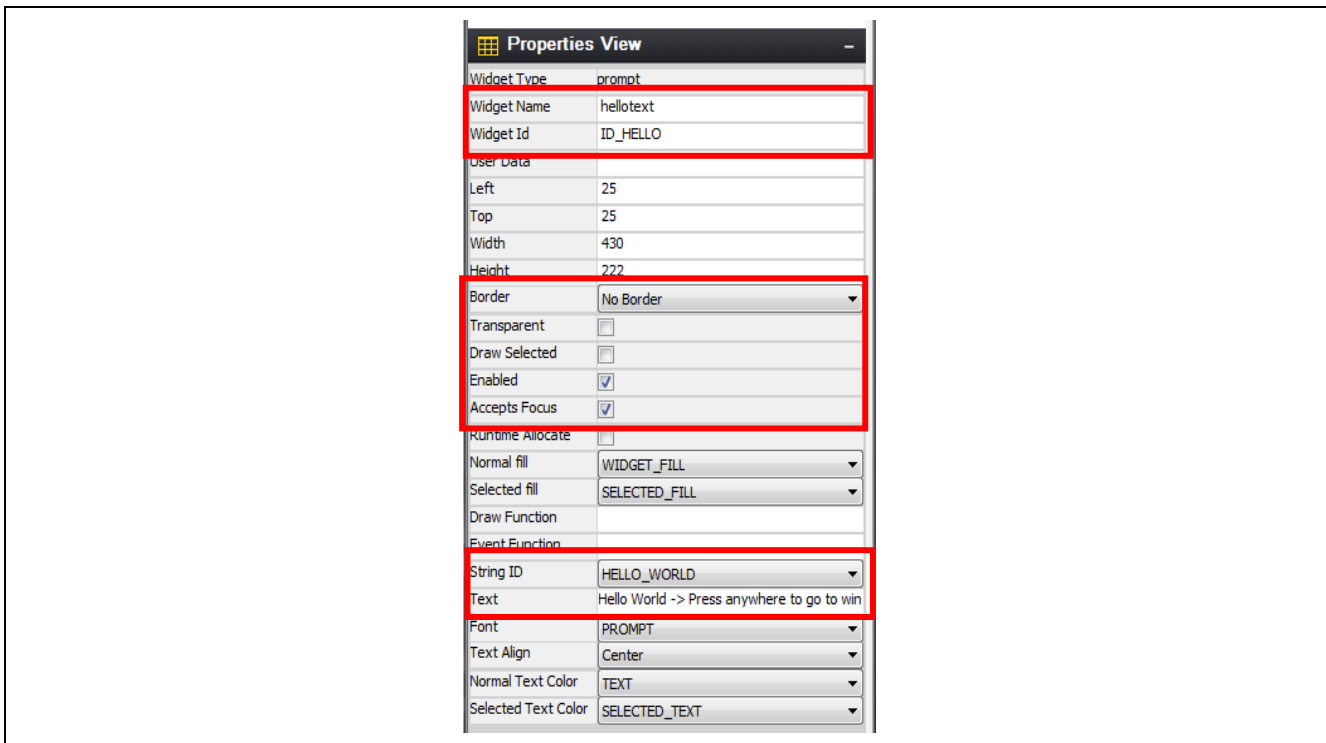 Properties View
Widget Type prompt
Widget Name hellotext
Widget Id ID_HELLO
User Data
Left 25
Top 25
Width 430
Height 222
Border No Border
Transparent
Draw Selected
Enabled
Accepts Focus
Runtime Allocate
Normal fill WIDGET_FILL
Selected fill SELECTED_FILL
Draw Function
Event Function
String ID HELLO_WORLD
Text Hello World -> Press anywhere to go to win
Font PROMPT
Text Align Center
Normal Text Color TEXT
Selected Text Color SELECTED_TEXT